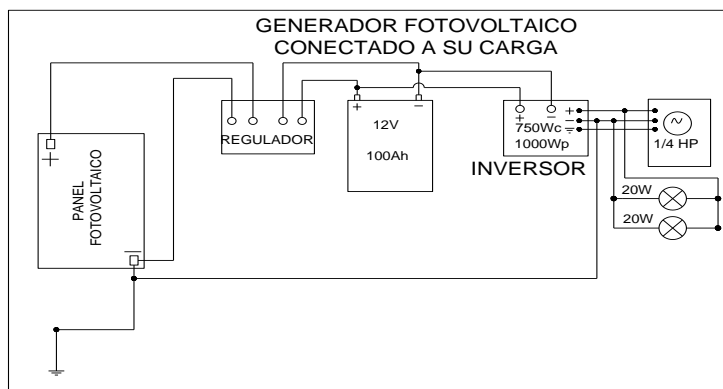 GENERADOR FOTOVOLTAICO
CONECTADO A SU CARGA
PANEL
FOTOVOLTAICO
+
—
REGULADOR
+ −
12V
100Ah
+ −
750Wc
1000Wp
+
−
INVERSOR
1/4 HP
20W
20W